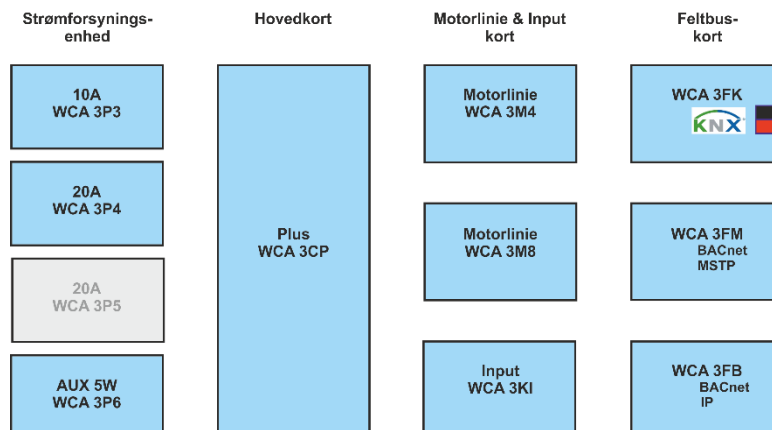 Strømforsynings-
enhed
Hovedkort
Motorlinie & Input
kort
Feltbus-
kort
10A
WCA 3P3
20A
WCA 3P4
20A
WCA 3P5
AUX 5W
WCA 3P6
Plus
WCA 3CP
Motorlinie
WCA 3M4
Motorlinie
WCA 3M8
Input
WCA 3KI
WCA 3FK
KNX
WCA 3FM
BACnet
MSTP
WCA 3FB
BACnet
IP